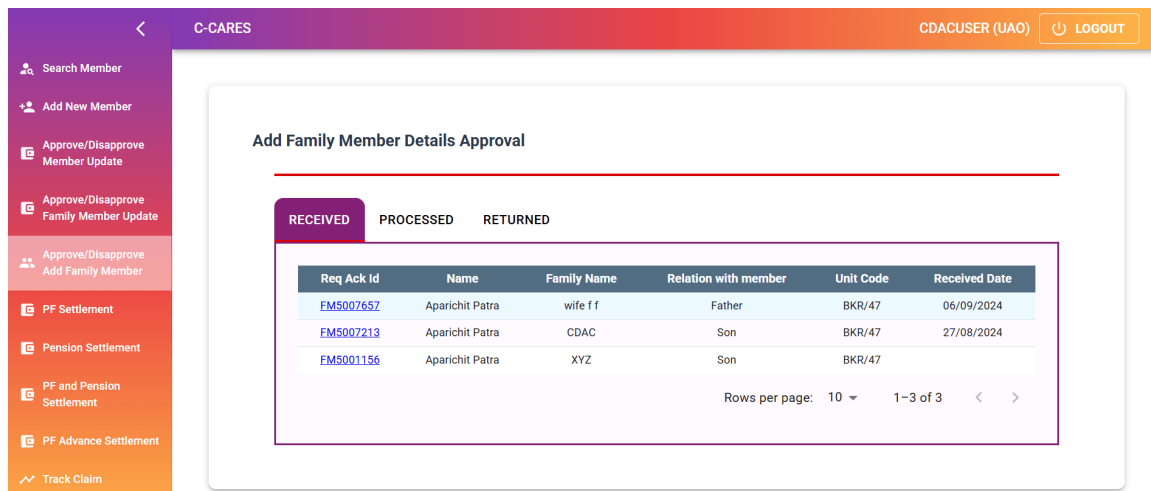 C-CARES
CDACUSER (UAO)
LOGOUT
Search Member
Add New Member
Approve/Disapprove
Member Update
Approve/Disapprove
Family Member Update
Approve/Disapprove
Add Family Member
PF Settlement
Pension Settlement
PF and Pension
Settlement
PF Advance Settlement
Track Claim
Add Family Member Details Approval
RECEIVED PROCESSED RETURNED
Req Ack Id Name Family Name Relation with member Unit Code Received Date
FM5007657 Aparichit Patra wife f f Father BKR/47 06/09/2024
FM5007213 Aparichit Patra CDAC Son BKR/47 27/08/2024
FM5001156 Aparichit Patra XYZ Son BKR/47
Rows per page: 10 1–3 of 3